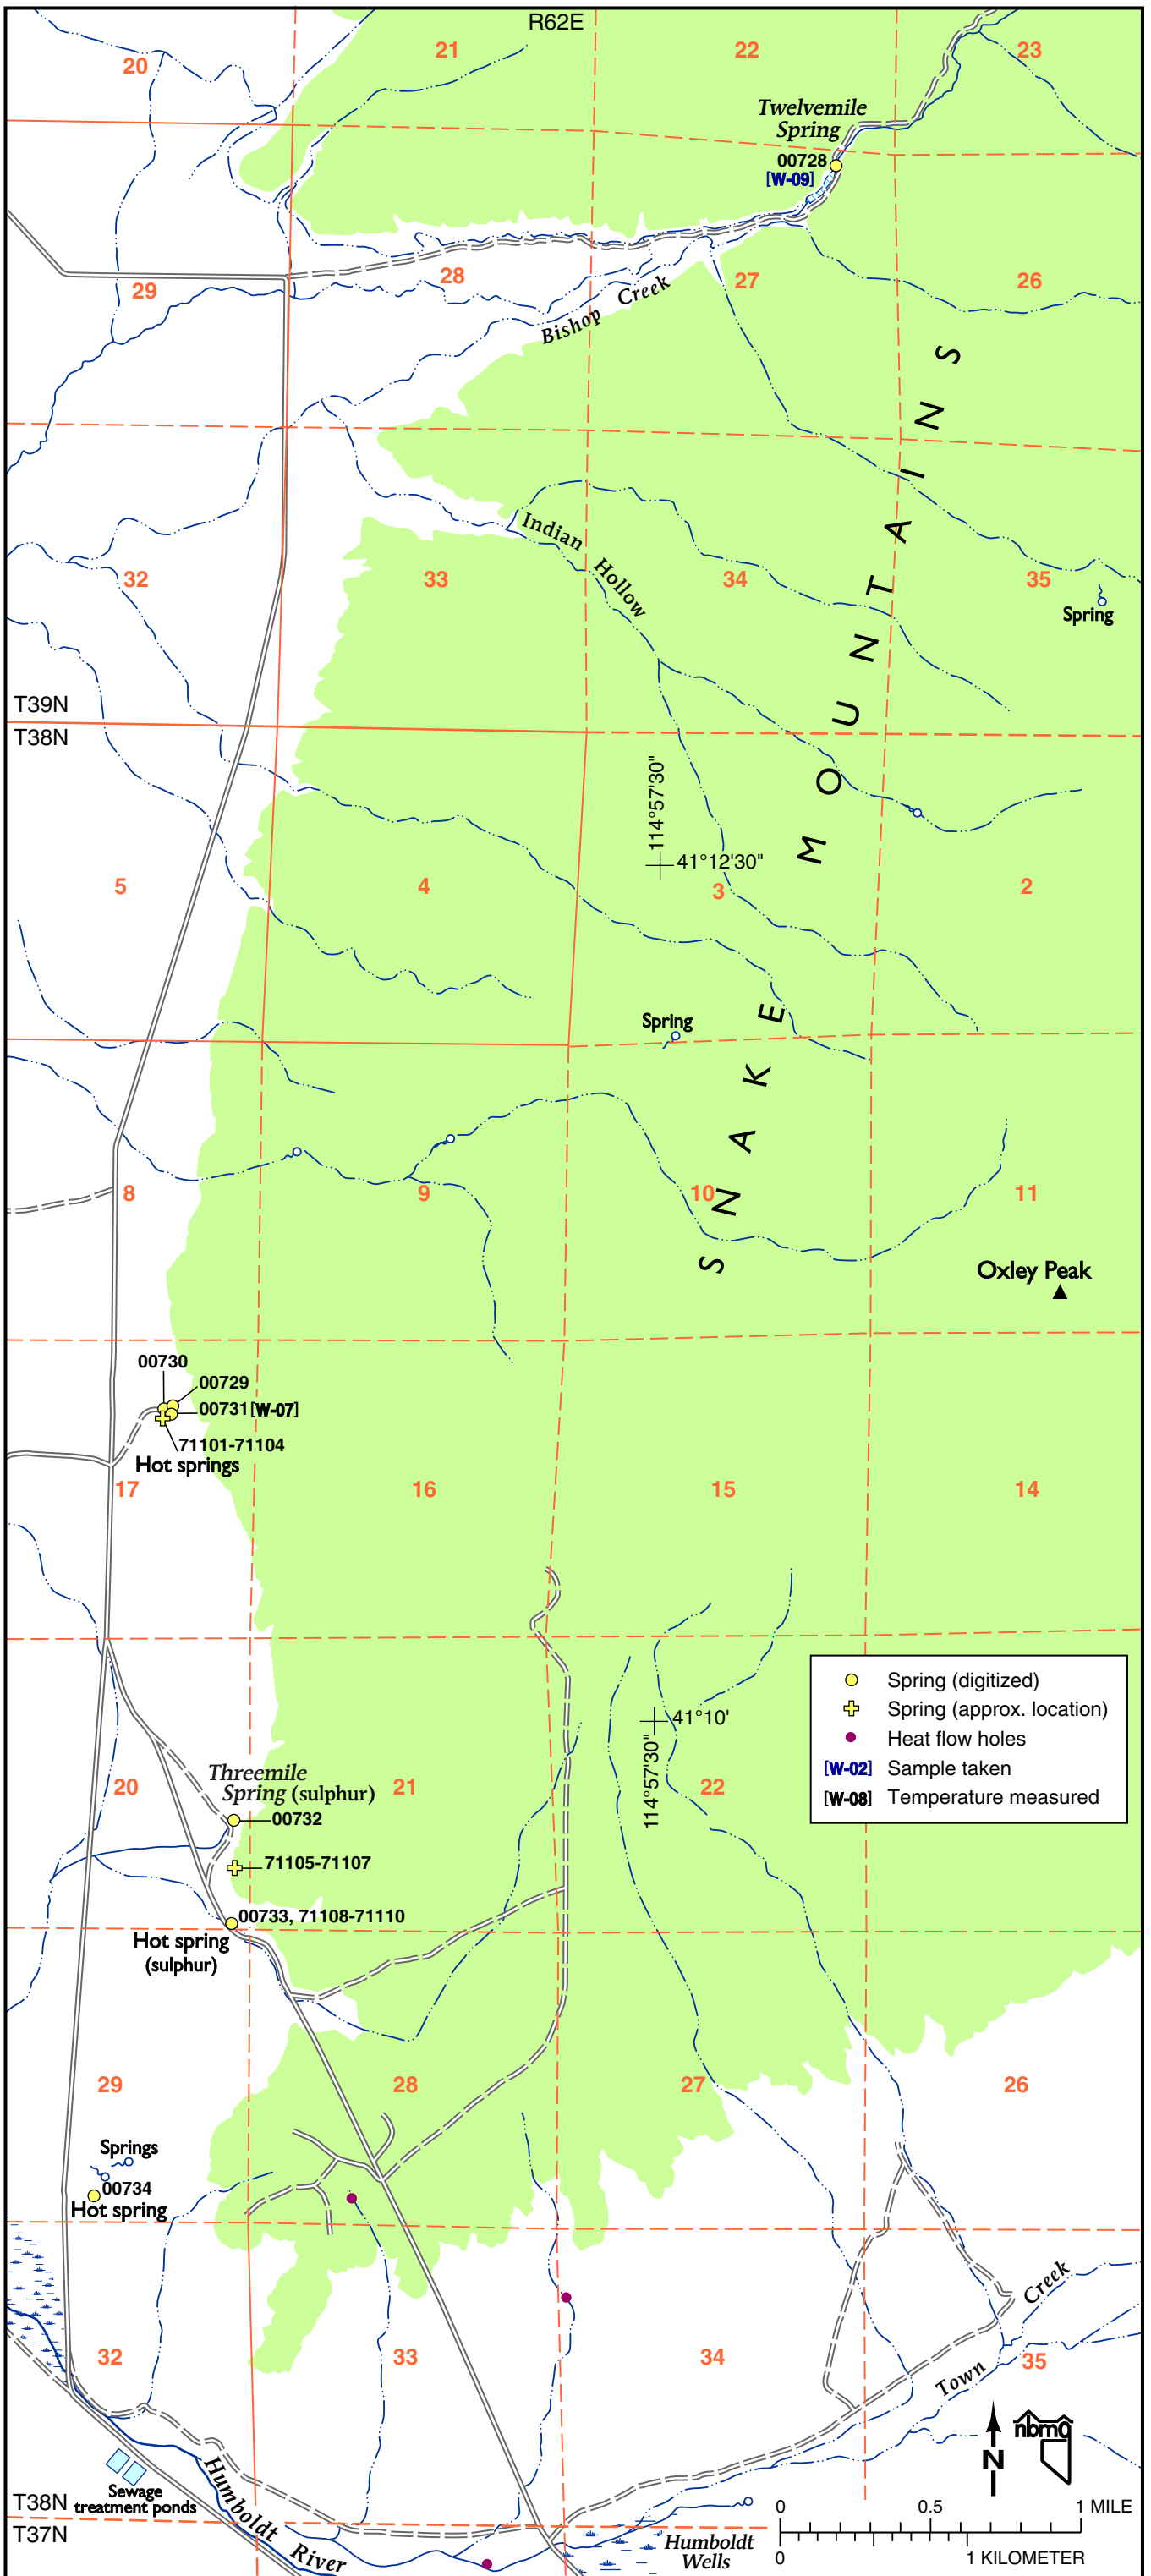 R62E
20
21
22
23
Twelvemile
Spring
00728
[W-09]
29
28
27
26
Bishop Creek
Indian Hollow
32
33
34
35
Spring
T39N
T38N
SNAKE MOUNTAINS
114°57'30"
41°12'30"
5
4
3
2
Spring
8
9
10
11
Oxley Peak
00730
00729
00731 [W-07]
71101-71104
Hot springs
17
16
15
14
Spring (digitized)
Spring (approx. location)
Heat flow holes
[W-02] Sample taken
[W-08] Temperature measured
41°10'
114°57'30"
Threemile
Spring (sulphur)
20
21
22
00732
71105-71107
00733, 71108-71110
Hot spring
(sulphur)
29
28
27
26
Springs
00734
Hot spring
32
33
34
35
Town Creek
nbmg
N
Sewage
treatment ponds
Humboldt River
T38N
T37N
Humboldt
Wells
0 0.5 1 MILE
0 1 KILOMETER